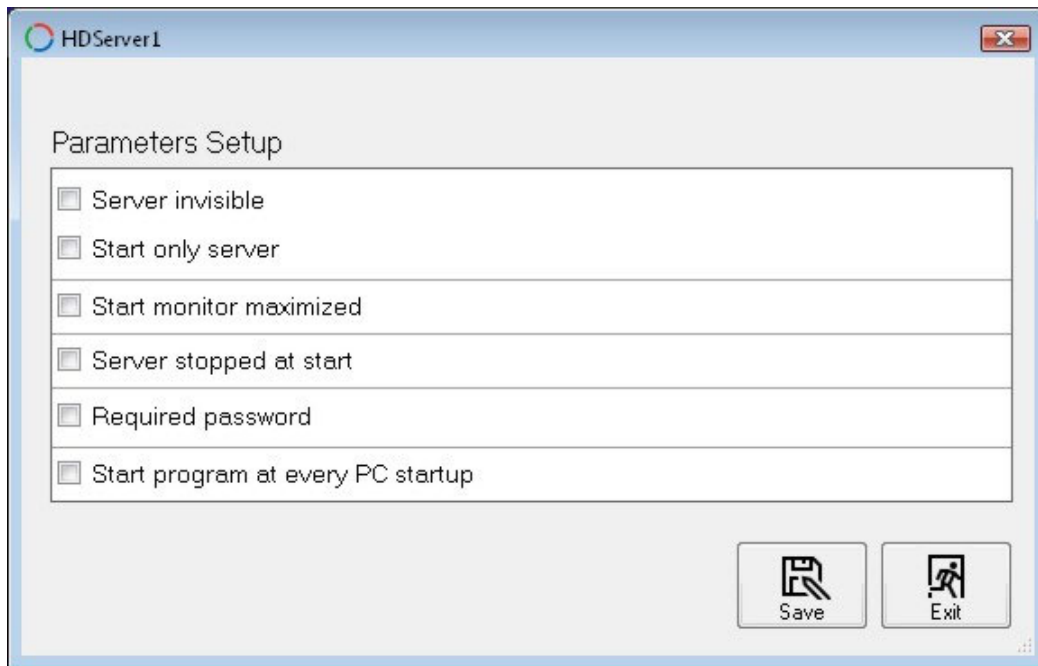 HDServer1
Parameters Setup
Server invisible
Start only server
Start monitor maximized
Server stopped at start
Required password
Start program at every PC startup
Save
Exit